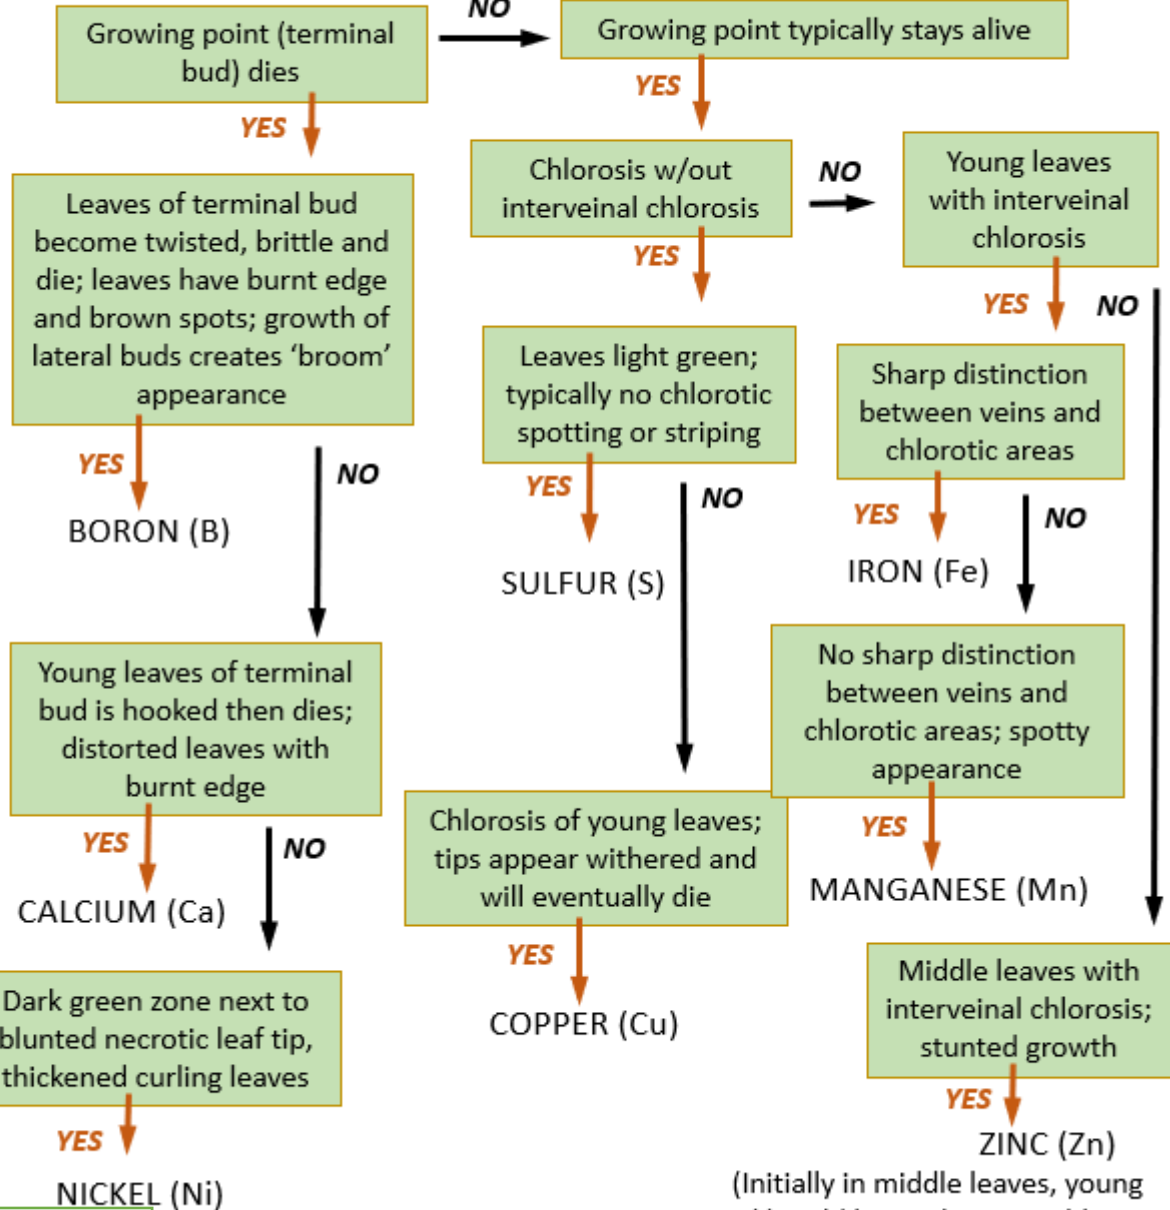 NO
Growing point (terminal
bud) dies
Growing point typically stays alive
YES
YES
Chlorosis w/out
interveinal chlorosis
NO
Young leaves
with interveinal
chlorosis
Leaves of terminal bud
become twisted, brittle and
die; leaves have burnt edge
and brown spots; growth of
lateral buds creates ‘broom’
appearance
YES
YES
NO
Leaves light green;
typically no chlorotic
spotting or striping
Sharp distinction
between veins and
chlorotic areas
YES
NO
BORON (B)
YES
NO
SULFUR (S)
YES
NO
IRON (Fe)
Young leaves of terminal
bud is hooked then dies;
distorted leaves with
burnt edge
No sharp distinction
between veins and
chlorotic areas; spotty
appearance
YES
NO
CALCIUM (Ca)
Chlorosis of young leaves;
tips appear withered and
will eventually die
YES
MANGANESE (Mn)
YES
COPPER (Cu)
Dark green zone next to
blunted necrotic leaf tip,
thickened curling leaves
Middle leaves with
interveinal chlorosis;
stunted growth
YES
NICKEL (Ni)
YES
ZINC (Zn)
(Initially in middle leaves, young